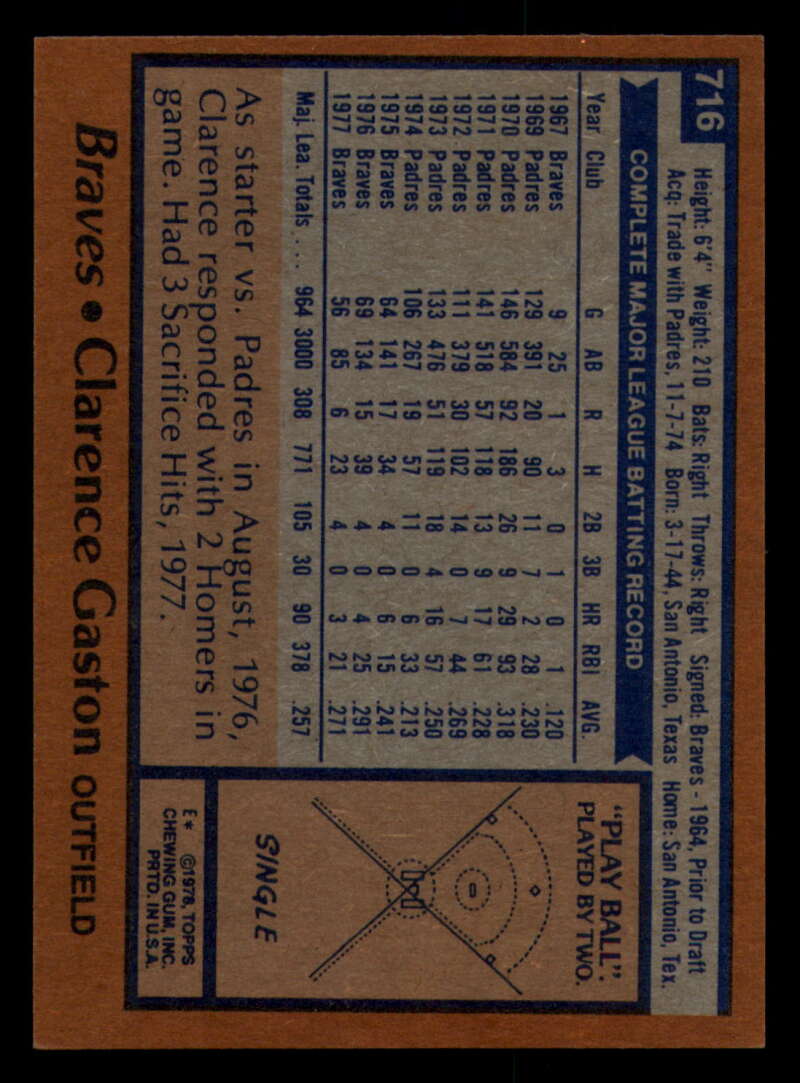 716
Height: 6'4" Weight: 210 Bats: Right Throws: Right Signed: Braves - 1964, Prior to Draft
Acq: Trade with Padres, 11-7-74 Born: 3-17-44, San Antonio, Texas Home: San Antonio, Tex.
COMPLETE MAJOR LEAGUE BATTING RECORD
Year Club G AB R H 2B 3B HR RBI AVG.
1967 Braves 9 25 1 3 0 1 0 1 .120
1969 Padres 129 391 20 90 11 7 2 28 .230
1970 Padres 146 584 92 186 26 9 29 93 .318
1971 Padres 141 518 57 118 13 9 17 61 .228
1972 Padres 111 379 30 102 14 0 7 44 .269
1973 Padres 133 476 51 119 18 4 16 57 .250
1974 Padres 106 267 19 57 11 0 6 33 .213
1975 Braves 64 141 17 34 4 0 6 15 .241
1976 Braves 69 134 15 39 4 0 4 25 .291
1977 Braves 56 85 6 23 4 0 3 21 .271
Maj. Lea. Totals .... 964 3000 308 771 105 30 90 378 .257
As starter vs. Padres in August, 1976,
Clarence responded with 2 Homers in
game. Had 3 Sacrifice Hits, 1977.
"PLAY BALL":
PLAYED BY TWO.
SINGLE
E* ©1978, TOPPS
CHEWING GUM, INC.
PRTD. IN U.S.A.
Braves • Clarence Gaston OUTFIELD